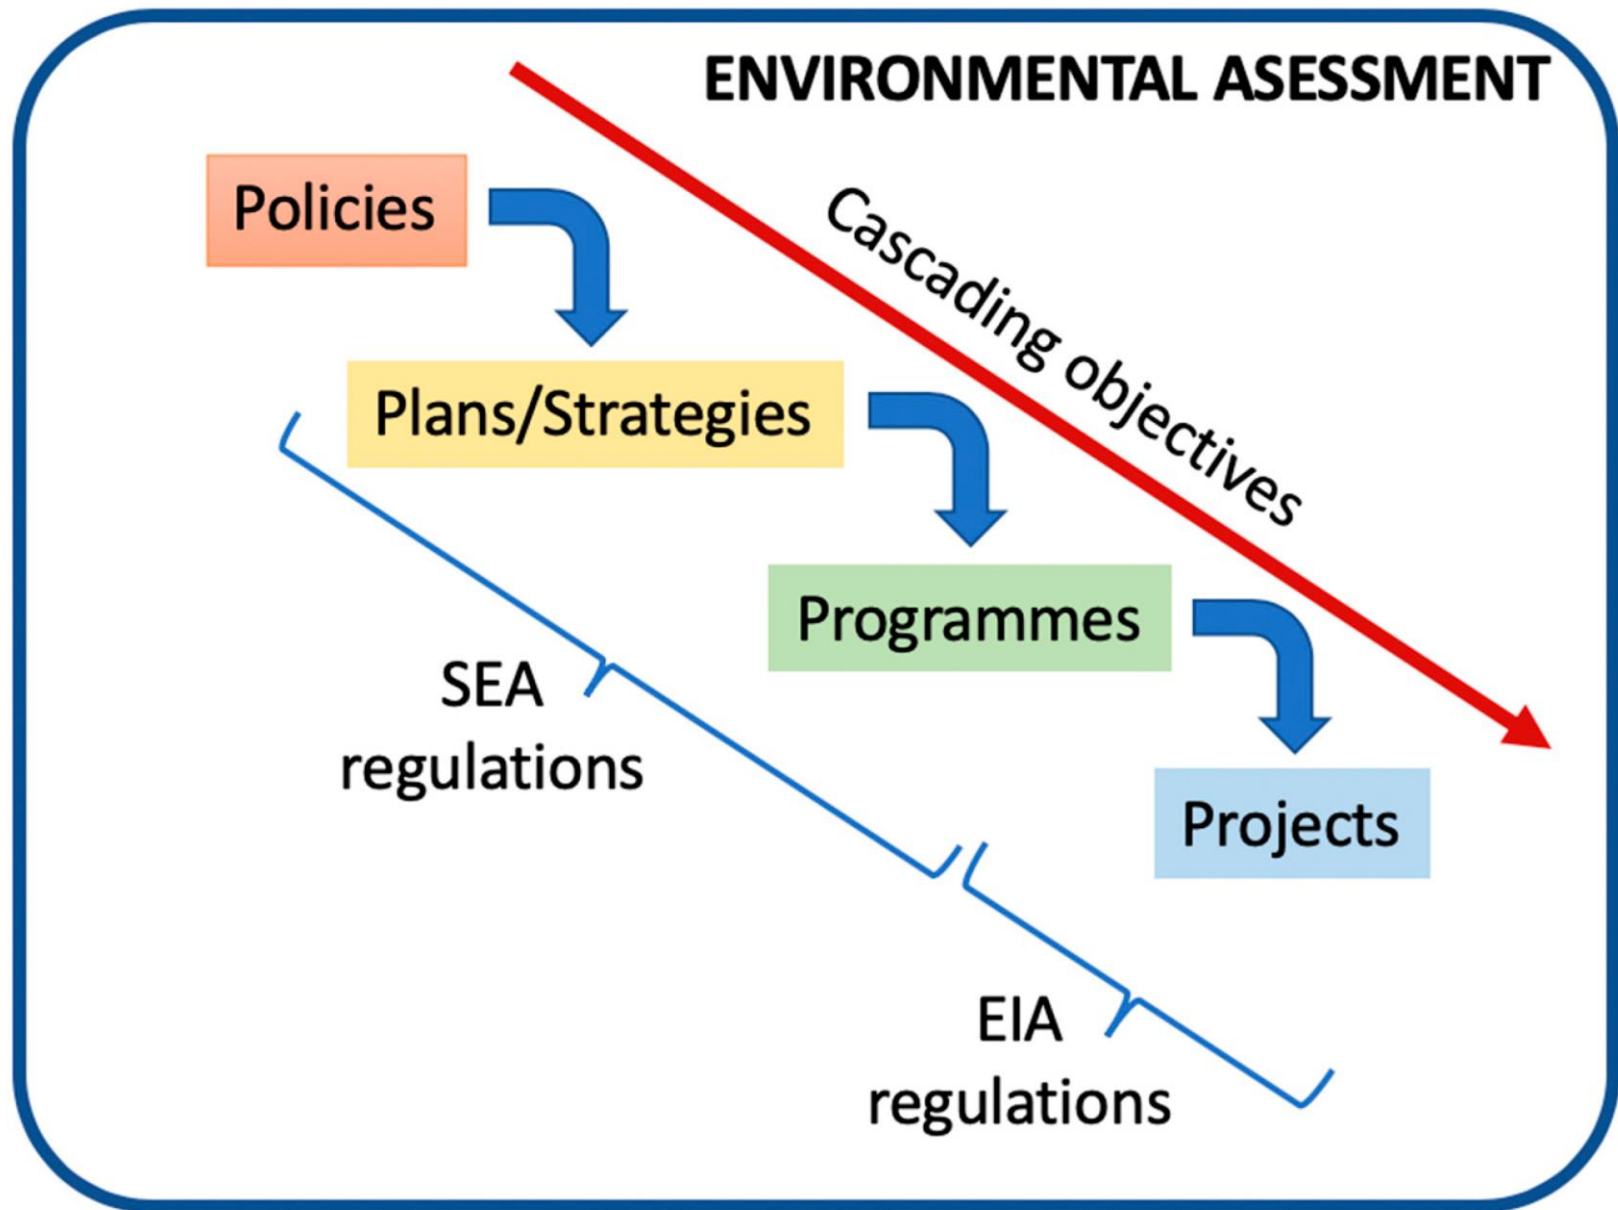 ENVIRONMENTAL ASESSMENT
Policies
Cascading objectives
Plans/Strategies
Programmes
SEA
regulations
Projects
EIA
regulations